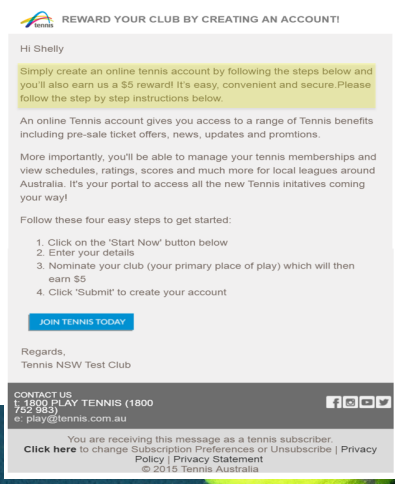 tennis
REWARD YOUR CLUB BY CREATING AN ACCOUNT!
Hi Shelly
Simply create an online tennis account by following the steps below and
you'll also earn us a $5 reward! It's easy, convenient and secure.Please
follow the step by step instructions below.
An online Tennis account gives you access to a range of Tennis benefits
including pre-sale ticket offers, news, updates and promtions.
More importantly, you'll be able to manage your tennis memberships and
view schedules, ratings, scores and much more for local leagues around
Australia. It's your portal to access all the new Tennis initatives coming
your way!
Follow these four easy steps to get started:
1. Click on the 'Start Now' button below
2. Enter your details
3. Nominate your club (your primary place of play) which will then
earn $5
4. Click 'Submit' to create your account
JOIN TENNIS TODAY
Regards,
Tennis NSW Test Club
CONTACT US
t: 1800 PLAY TENNIS (1800
752 983)
e: play@tennis.com.au
You are receiving this message as a tennis subscriber.
Click here to change Subscription Preferences or Unsubscribe | Privacy
Policy | Privacy Statement
© 2015 Tennis Australia